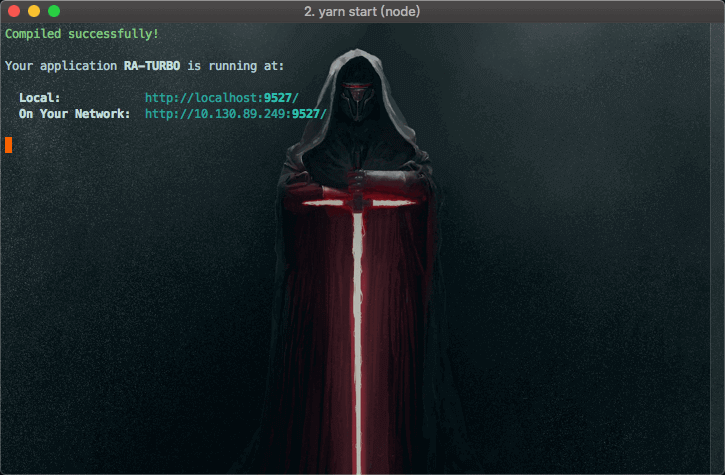 2. yarn start (node)
Compiled successfully!
Your application RA-TURBO is running at:
Local: http://localhost:9527/
On Your Network: http://10.130.89.249:9527/